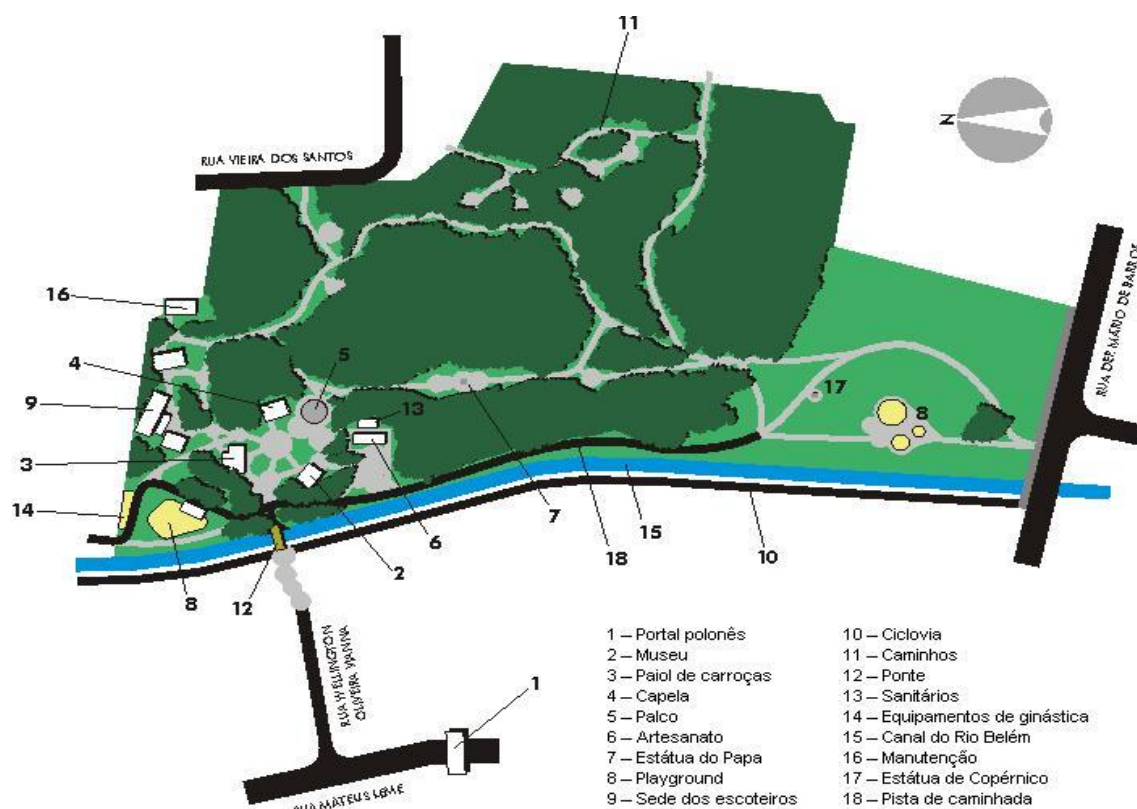 11
RUA VIEIRA DOS SANTOS
N
RUA DEP. MÁRIO DE BARROS
16
4
5
9
13
17
8
3
14
6
7
15
18
10
8
12
2
RUA WELLINGTON
OLIVEIRA VIANNA
1
RUA MATEUS LEME
1 – Portal polonês
2 – Museu
3 – Paiol de carroças
4 – Capela
5 – Palco
6 – Artesanato
7 – Estátua do Papa
8 – Playground
9 – Sede dos escoteiros
10 – Ciclovia
11 – Caminhos
12 – Ponte
13 – Sanitários
14 – Equipamentos de ginástica
15 – Canal do Rio Belém
16 – Manutenção
17 – Estátua de Copérnico
18 – Pista de caminhada